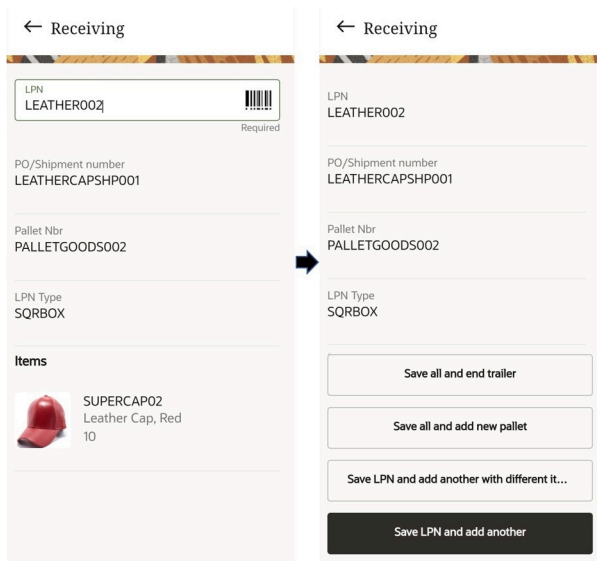 Receiving
LPN
LEATHER002
Required
PO/Shipment number
LEATHERCAPSHP001
Pallet Nbr
PALLETGOODS002
LPN Type
SQRBOX
Items
SUPERCAP02
Leather Cap, Red
10
Receiving
LPN
LEATHER002
PO/Shipment number
LEATHERCAPSHP001
Pallet Nbr
PALLETGOODS002
LPN Type
SQRBOX
Save all and end trailer
Save all and add new pallet
Save LPN and add another with different it...
Save LPN and add another